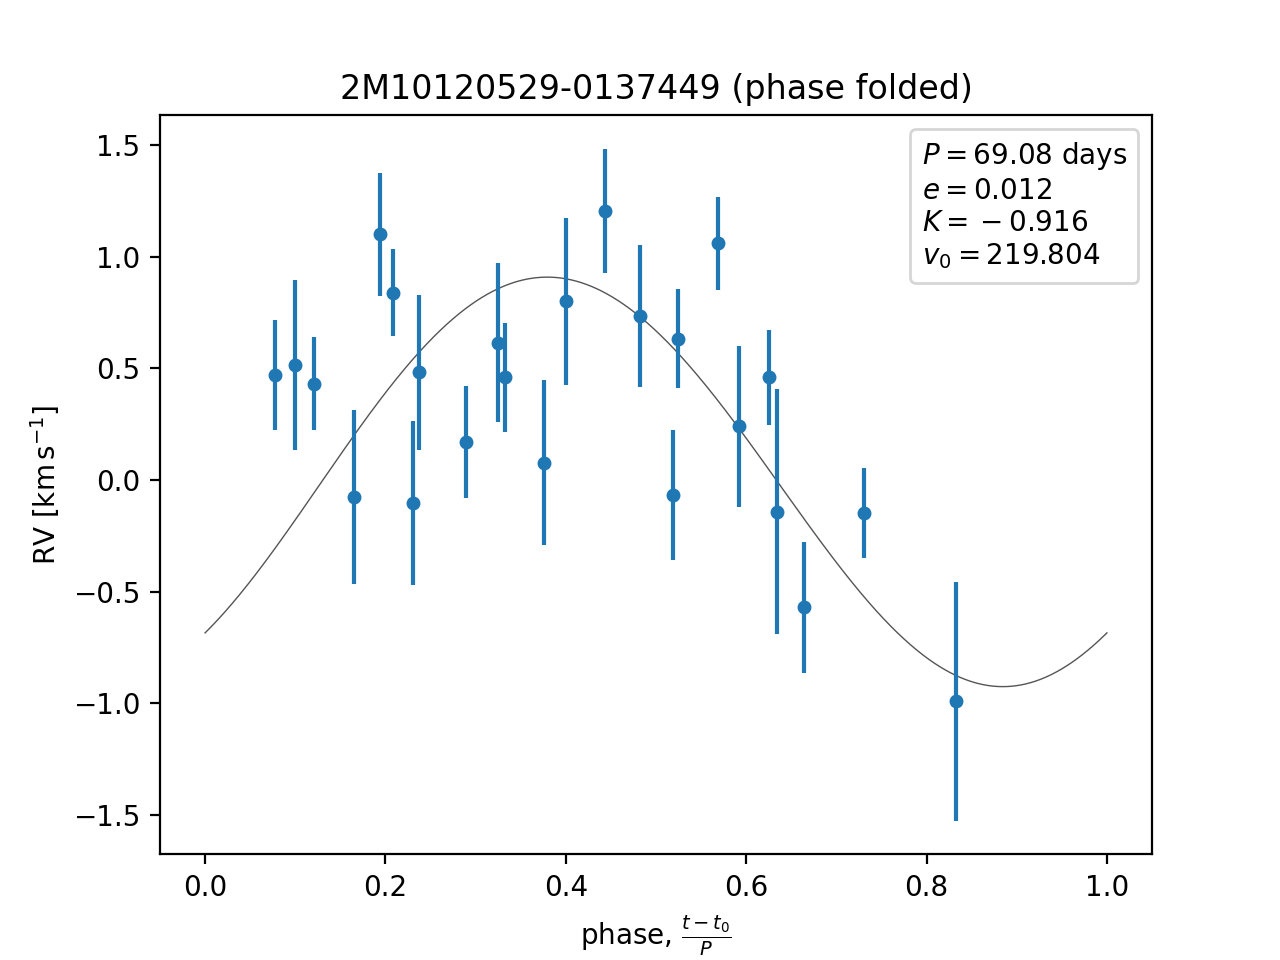 2M10120529-0137449 (phase folded)
P = 69.08 days
e = 0.012
K = −0.916
v₀ = 219.804
1.5
1.0
0.5
0.0
−0.5
−1.0
−1.5
RV [km s⁻¹]
0.0 0.2 0.4 0.6 0.8 1.0
phase, (t − t₀)/P